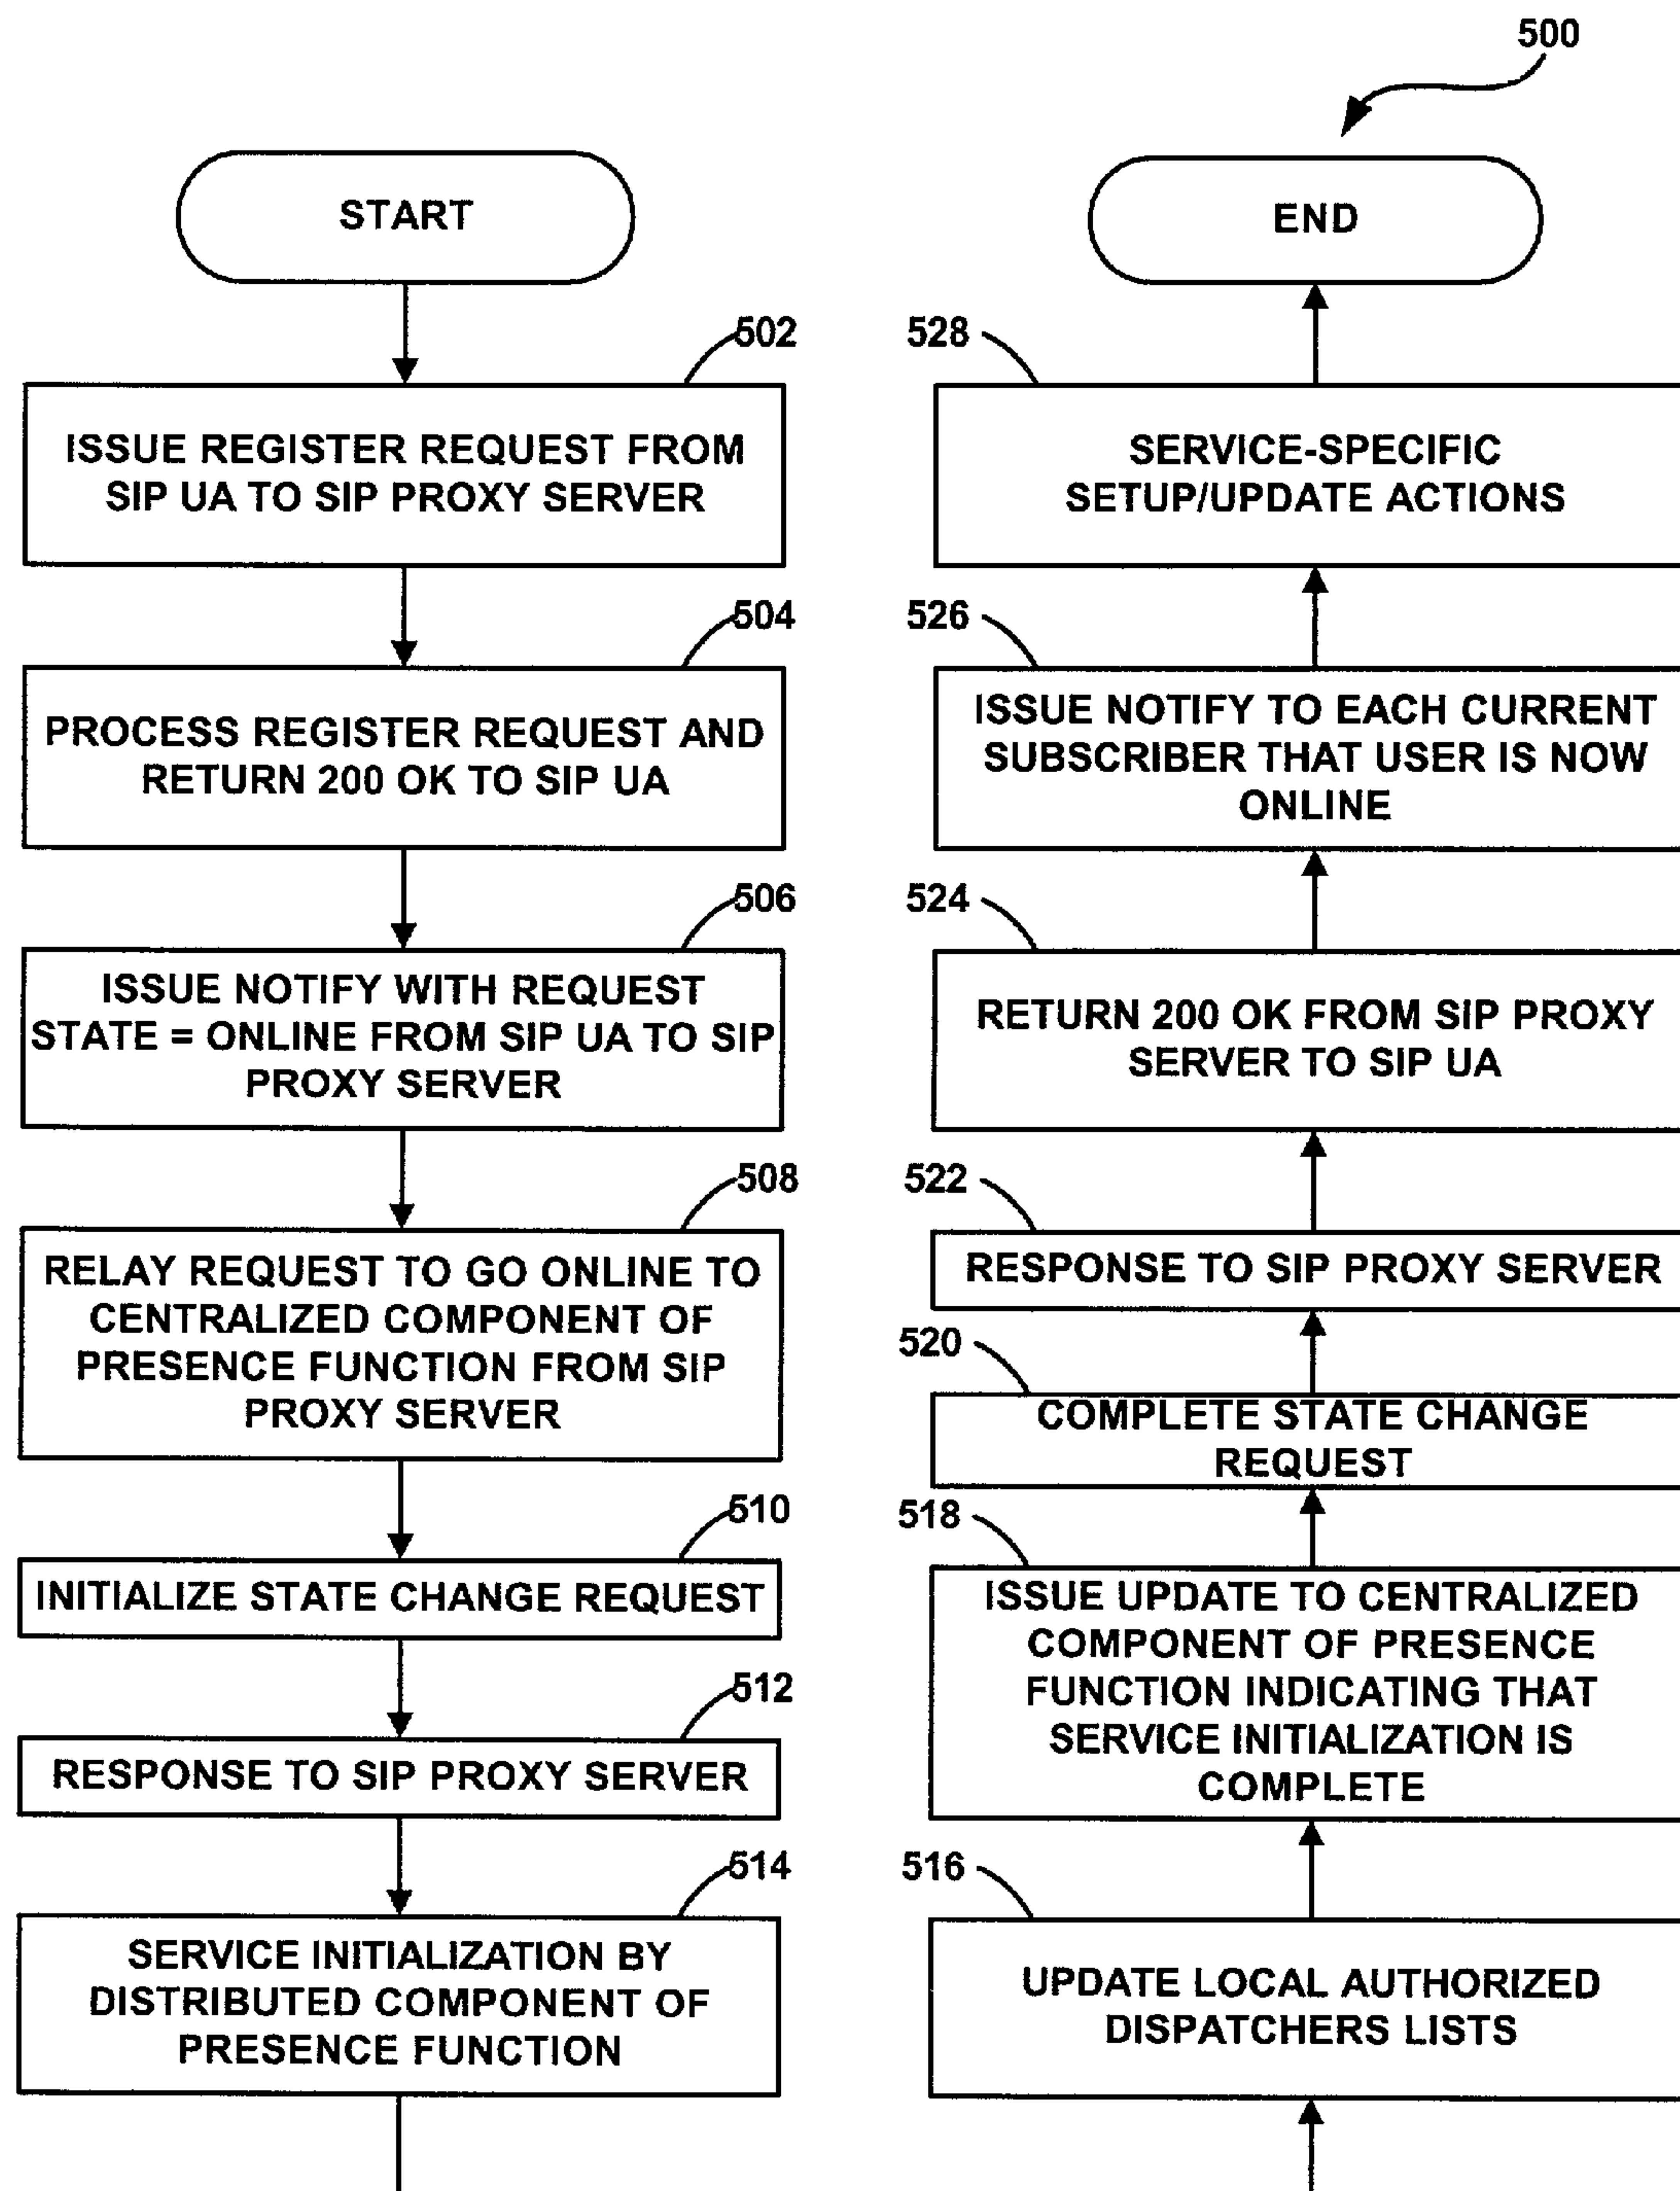 500
START
502
ISSUE REGISTER REQUEST FROM
SIP UA TO SIP PROXY SERVER
504
PROCESS REGISTER REQUEST AND
RETURN 200 OK TO SIP UA
506
ISSUE NOTIFY WITH REQUEST
STATE = ONLINE FROM SIP UA TO SIP
PROXY SERVER
508
RELAY REQUEST TO GO ONLINE TO
CENTRALIZED COMPONENT OF
PRESENCE FUNCTION FROM SIP
PROXY SERVER
510
INITIALIZE STATE CHANGE REQUEST
512
RESPONSE TO SIP PROXY SERVER
514
SERVICE INITIALIZATION BY
DISTRIBUTED COMPONENT OF
PRESENCE FUNCTION
END
528
SERVICE-SPECIFIC
SETUP/UPDATE ACTIONS
526
ISSUE NOTIFY TO EACH CURRENT
SUBSCRIBER THAT USER IS NOW
ONLINE
524
RETURN 200 OK FROM SIP PROXY
SERVER TO SIP UA
522
RESPONSE TO SIP PROXY SERVER
520
COMPLETE STATE CHANGE
REQUEST
518
ISSUE UPDATE TO CENTRALIZED
COMPONENT OF PRESENCE
FUNCTION INDICATING THAT
SERVICE INITIALIZATION IS
COMPLETE
516
UPDATE LOCAL AUTHORIZED
DISPATCHERS LISTS